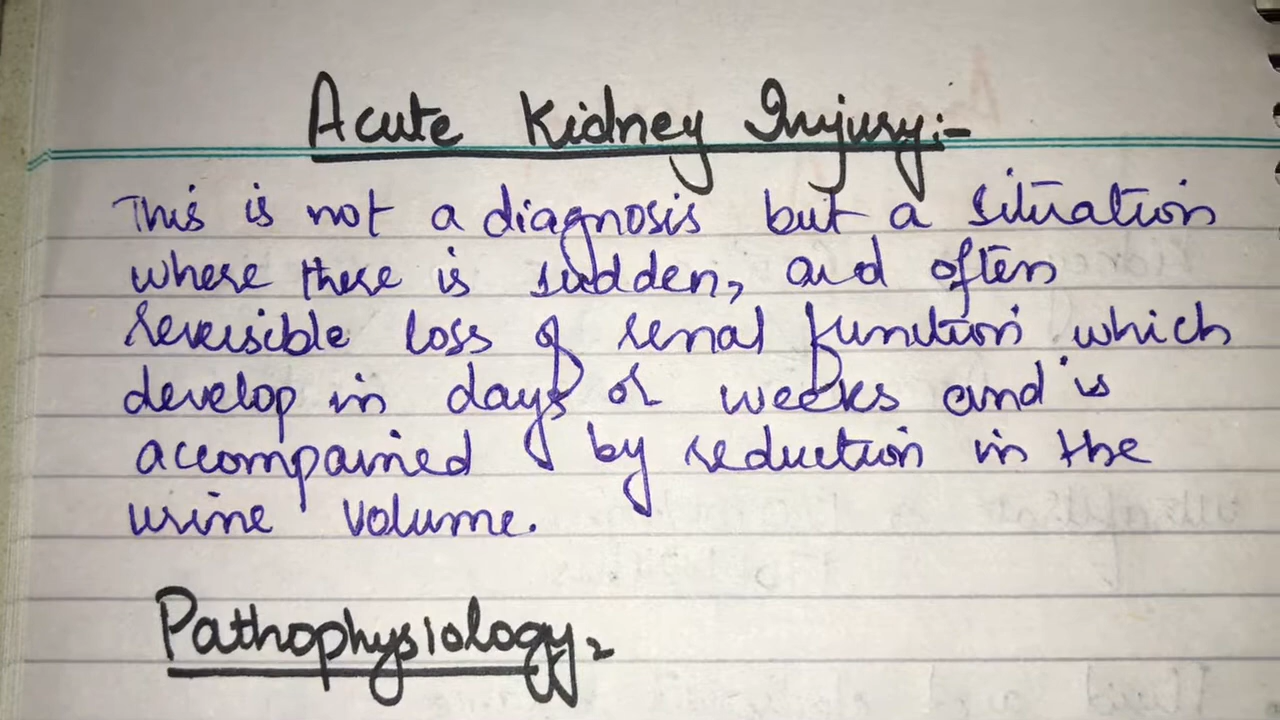 Acute Kidney Injury:-
This is not a diagnosis but a situation
where there is sudden, and often
reversible loss of renal function which
develop in days or weeks and is
accompained by reduction in the
urine volume.
Pathophysiology: